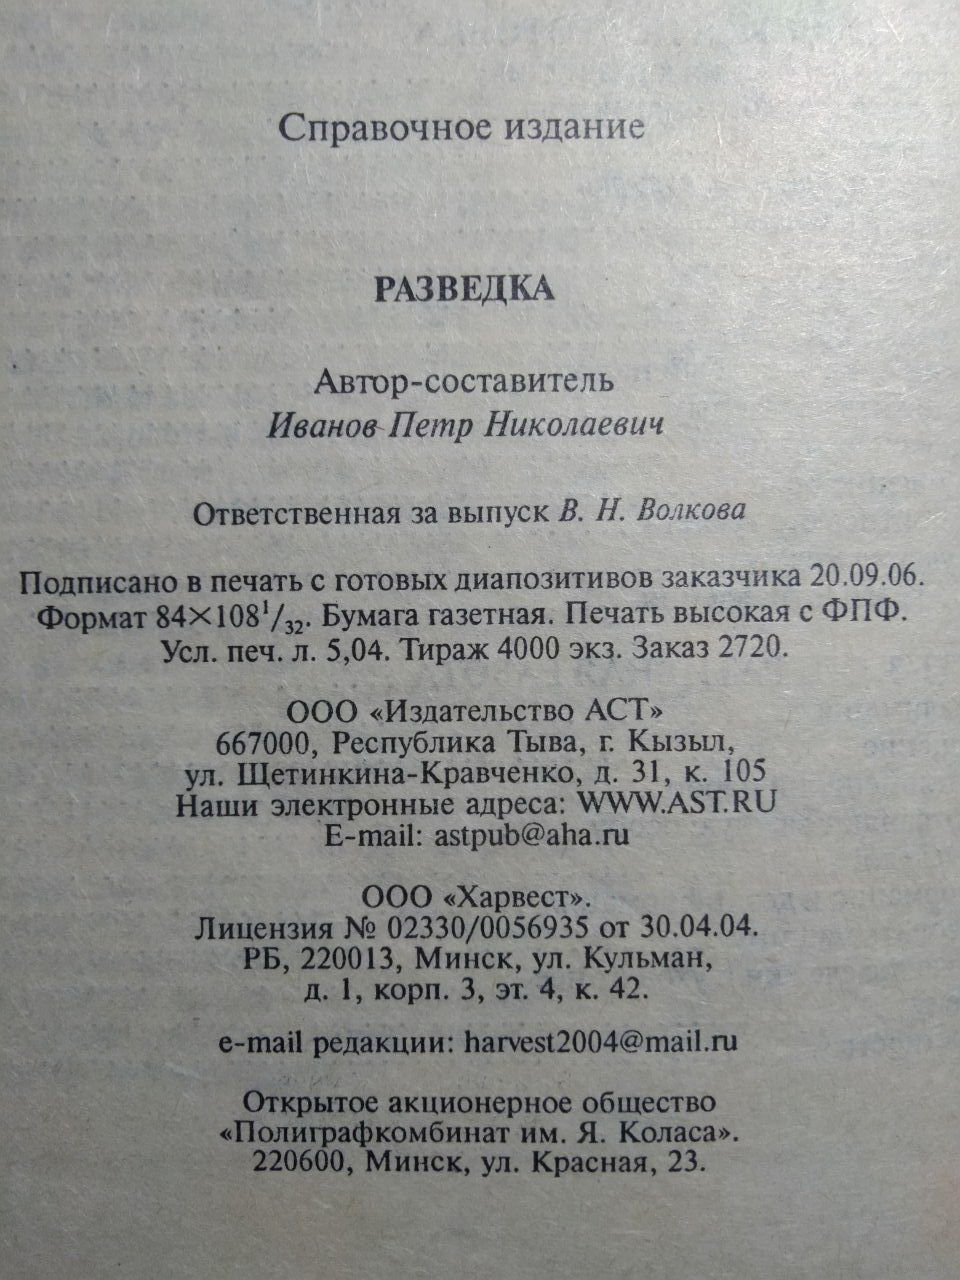 Справочное издание
РАЗВЕДКА
Автор-составитель
Иванов Петр Николаевич
Ответственная за выпуск В. Н. Волкова
Подписано в печать с готовых диапозитивов заказчика 20.09.06.
Формат 84×108¹/₃₂. Бумага газетная. Печать высокая с ФПФ.
Усл. печ. л. 5,04. Тираж 4000 экз. Заказ 2720.
ООО «Издательство АСТ»
667000, Республика Тыва, г. Кызыл,
ул. Щетинкина-Кравченко, д. 31, к. 105
Наши электронные адреса: WWW.AST.RU
E-mail: astpub@aha.ru
ООО «Харвест».
Лицензия № 02330/0056935 от 30.04.04.
РБ, 220013, Минск, ул. Кульман,
д. 1, корп. 3, эт. 4, к. 42.
e-mail редакции: harvest2004@mail.ru
Открытое акционерное общество
«Полиграфкомбинат им. Я. Коласа».
220600, Минск, ул. Красная, 23.